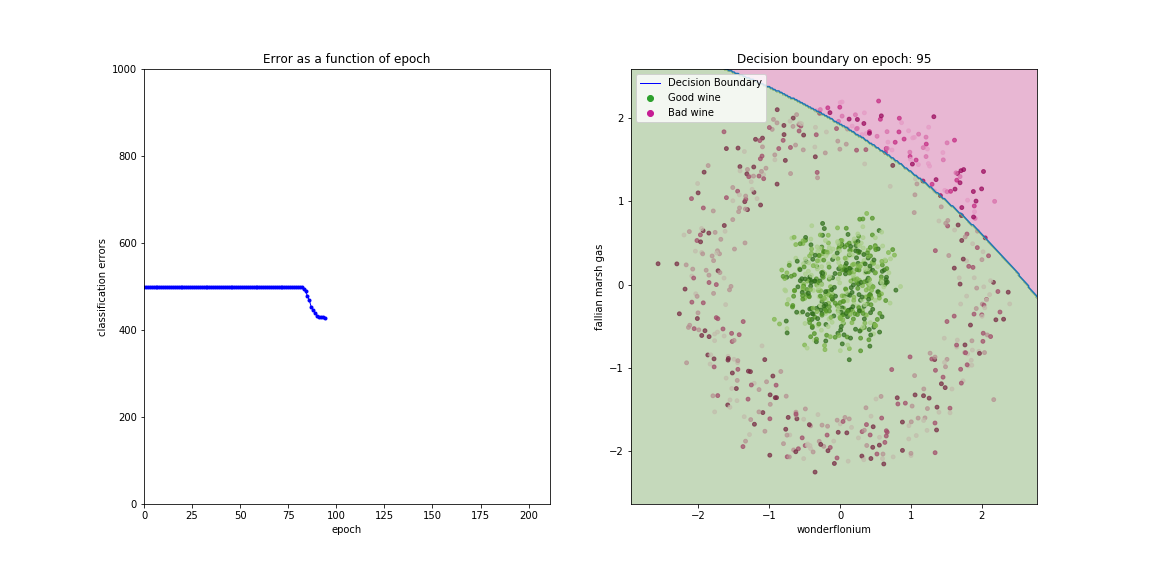 Error as a function of epoch
1000
800
600
400
200
0
classification errors
0 25 50 75 100 125 150 175 200
epoch
Decision boundary on epoch: 95
Decision Boundary
Good wine
Bad wine
2
1
0
−1
−2
fallian marsh gas
−2 −1 0 1 2
wonderflonium